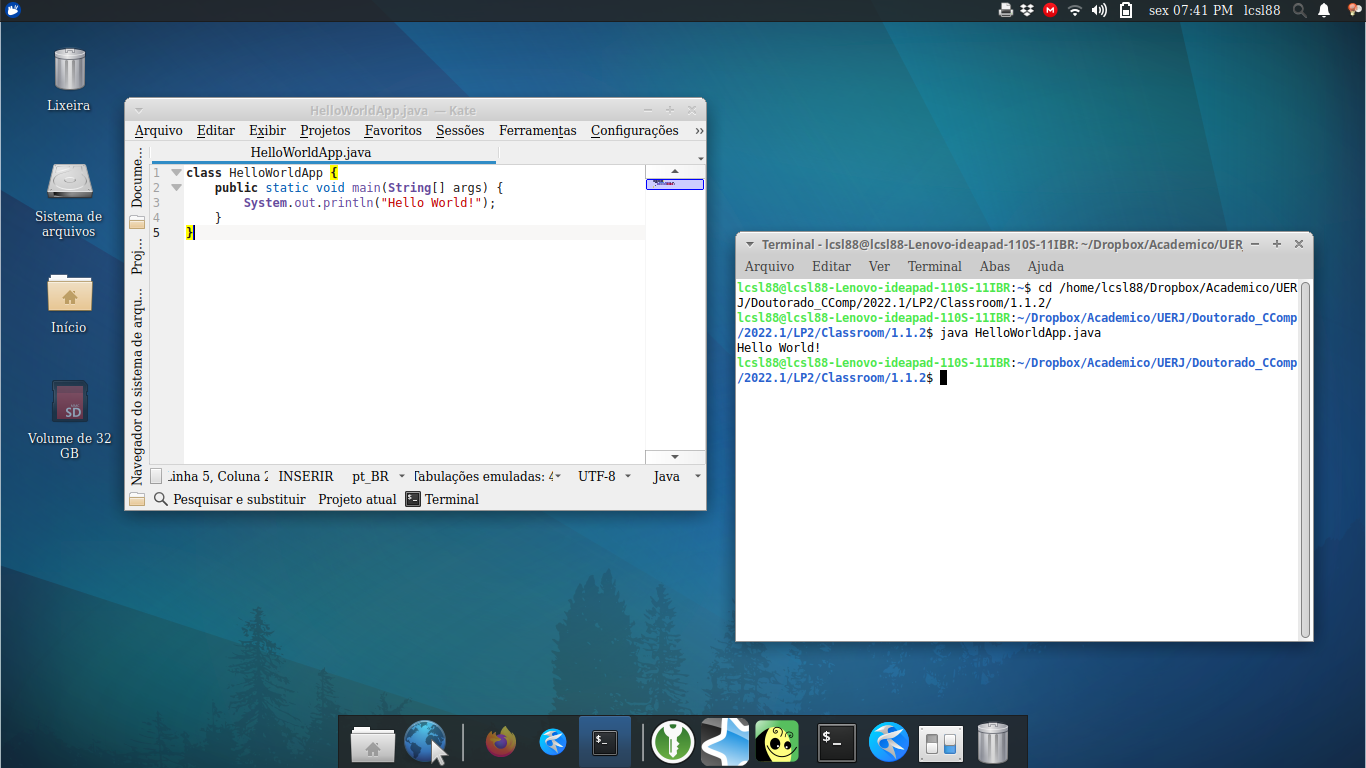 sex 07:41 PM lcsl88
Lixeira
Sistema de
arquivos
Início
SD
Volume de 32
GB
HelloWorldApp.java — Kate
Arquivo Editar Exibir Projetos Favoritos Sessões Ferramentas Configurações »
HelloWorldApp.java
Docume...
Proj...
Navegador do sistema de arqu...
1 class HelloWorldApp {
2     public static void main(String[] args) {
3         System.out.println("Hello World!");
4     }
5 }
Linha 5, Coluna 2 INSERIR pt_BR Tabulações emuladas: 4 UTF-8 Java
Pesquisar e substituir Projeto atual Terminal
Terminal - lcsl88@lcsl88-Lenovo-ideapad-110S-11IBR: ~/Dropbox/Academico/UER
Arquivo Editar Ver Terminal Abas Ajuda
lcsl88@lcsl88-Lenovo-ideapad-110S-11IBR:~$ cd /home/lcsl88/Dropbox/Academico/UER
J/Doutorado_CComp/2022.1/LP2/Classroom/1.1.2/
lcsl88@lcsl88-Lenovo-ideapad-110S-11IBR:~/Dropbox/Academico/UERJ/Doutorado_CComp
/2022.1/LP2/Classroom/1.1.2$ java HelloWorldApp.java
Hello World!
lcsl88@lcsl88-Lenovo-ideapad-110S-11IBR:~/Dropbox/Academico/UERJ/Doutorado_CComp
/2022.1/LP2/Classroom/1.1.2$